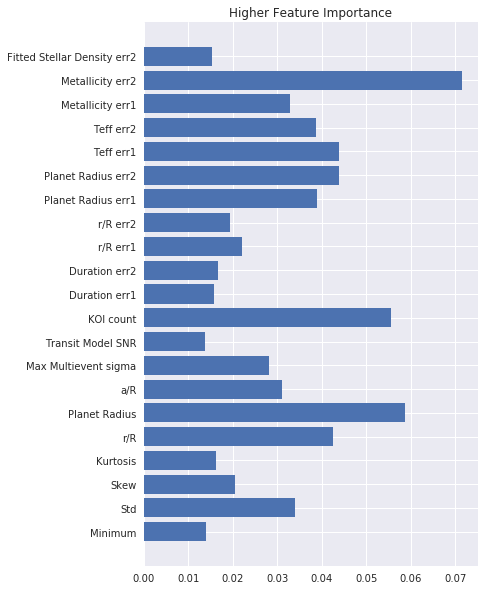 Higher Feature Importance
Fitted Stellar Density err2
Metallicity err2
Metallicity err1
Teff err2
Teff err1
Planet Radius err2
Planet Radius err1
r/R err2
r/R err1
Duration err2
Duration err1
KOI count
Transit Model SNR
Max Multievent sigma
a/R
Planet Radius
r/R
Kurtosis
Skew
Std
Minimum
0.00 0.01 0.02 0.03 0.04 0.05 0.06 0.07